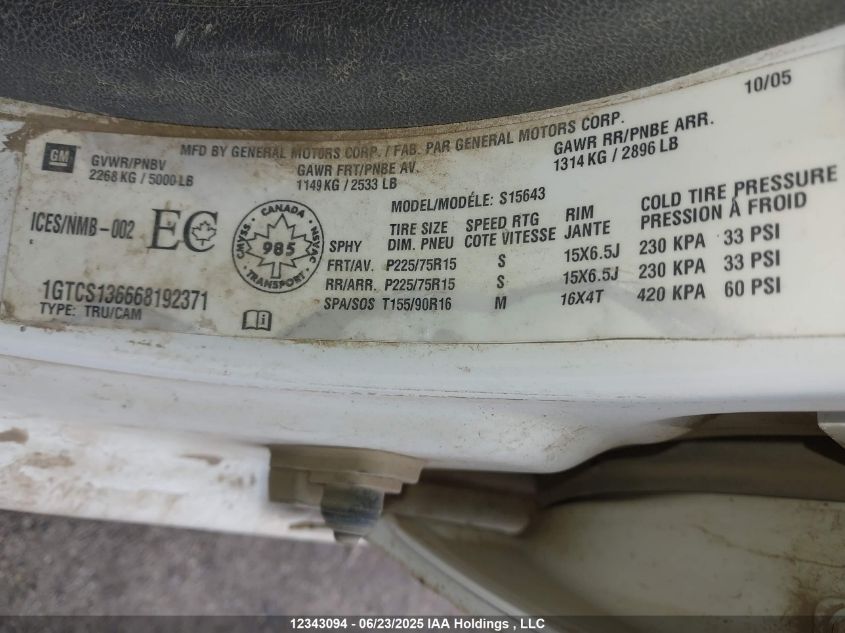 10/05
MFD BY GENERAL MOTORS CORP. / FAB. PAR GENERAL MOTORS CORP.
GM
GVWR/PNBV
2268 KG / 5000 LB
GAWR FRT/PNBE AV.
1149 KG / 2533 LB
GAWR RR/PNBE ARR.
1314 KG / 2896 LB
MODEL/MODÉLE: S15643
ICES/NMB-002 EC
CANADA
CMVSS 985 NSVAC
TRANSPORT
SPHY TIRE SIZE SPEED RTG RIM COLD TIRE PRESSURE
DIM. PNEU COTE VITESSE JANTE PRESSION À FROID
FRT/AV. P225/75R15 S 15X6.5J 230 KPA 33 PSI
RR/ARR. P225/75R15 S 15X6.5J 230 KPA 33 PSI
SPA/SOS T155/90R16 M 16X4T 420 KPA 60 PSI
1GTCS136668192371
TYPE: TRU/CAM
12343094 - 06/23/2025 IAA Holdings , LLC